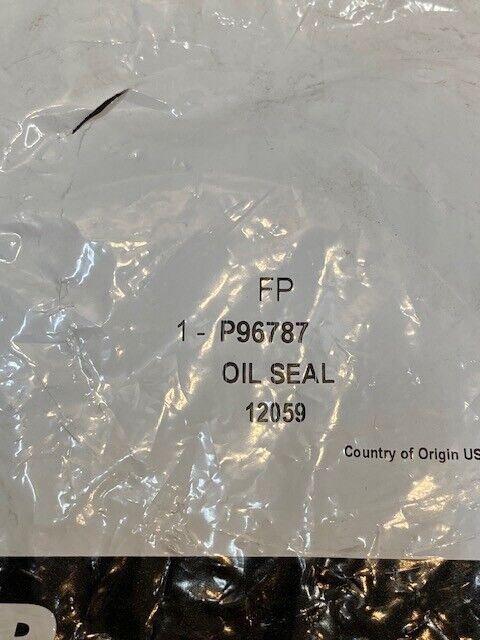 FP
1 - P96787
OIL SEAL
12059
Country of Origin US